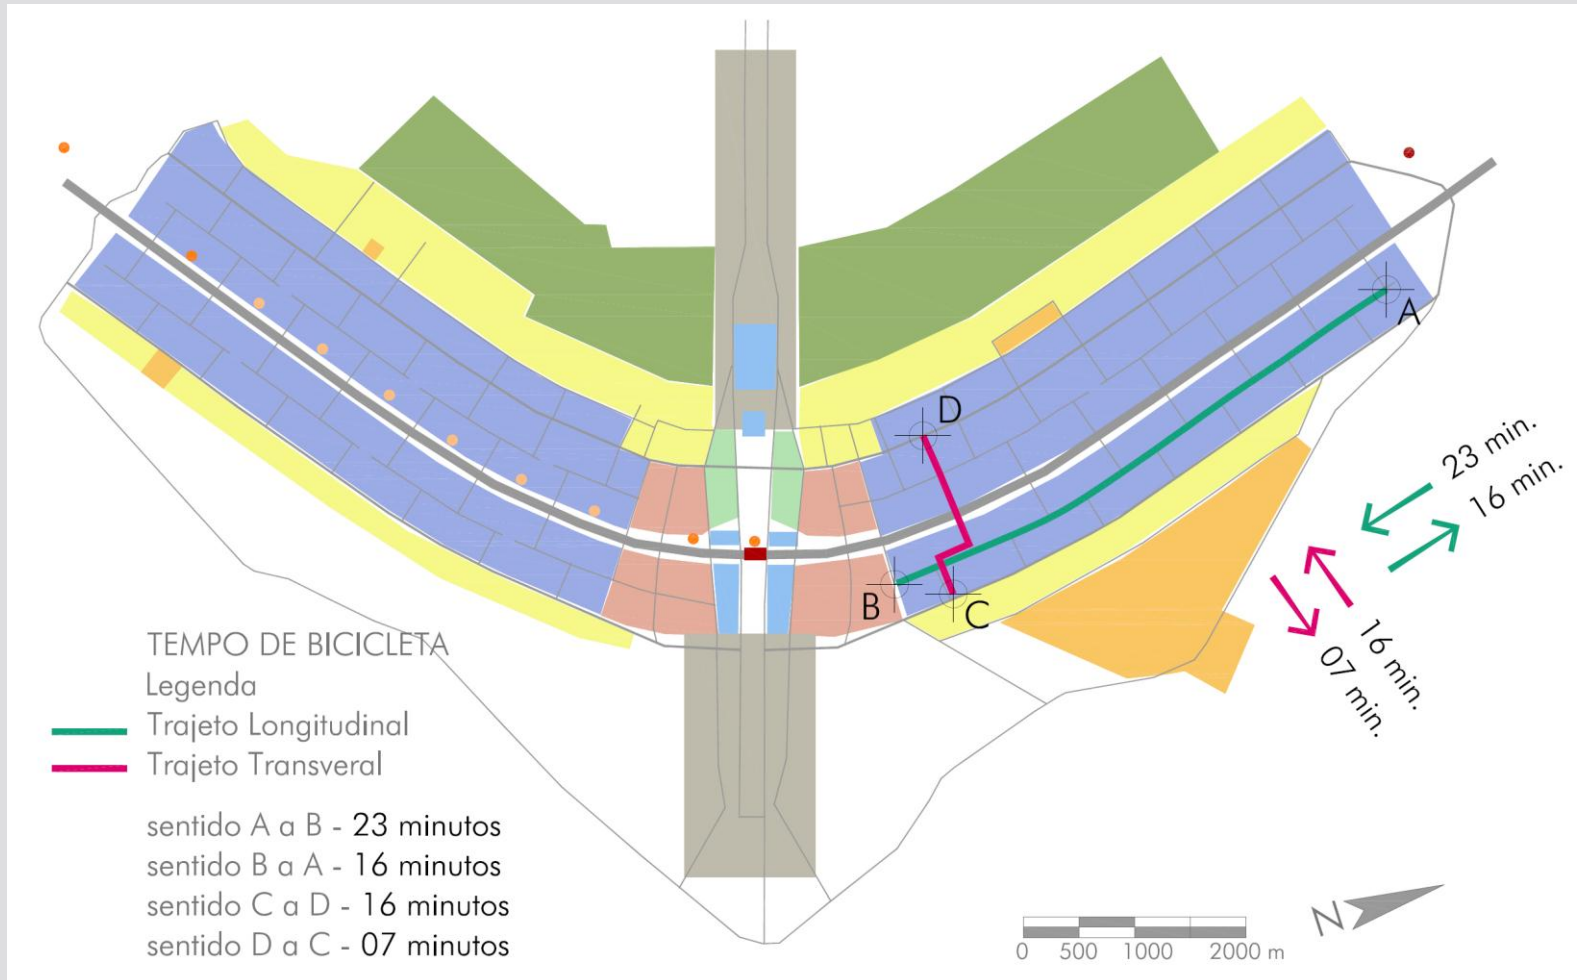 D
A
B
C
23 min.
16 min.
16 min.
07 min.
TEMPO DE BICICLETA
Legenda
Trajeto Longitudinal
Trajeto Transveral
sentido A a B - 23 minutos
sentido B a A - 16 minutos
sentido C a D - 16 minutos
sentido D a C - 07 minutos
N
0 500 1000 2000 m